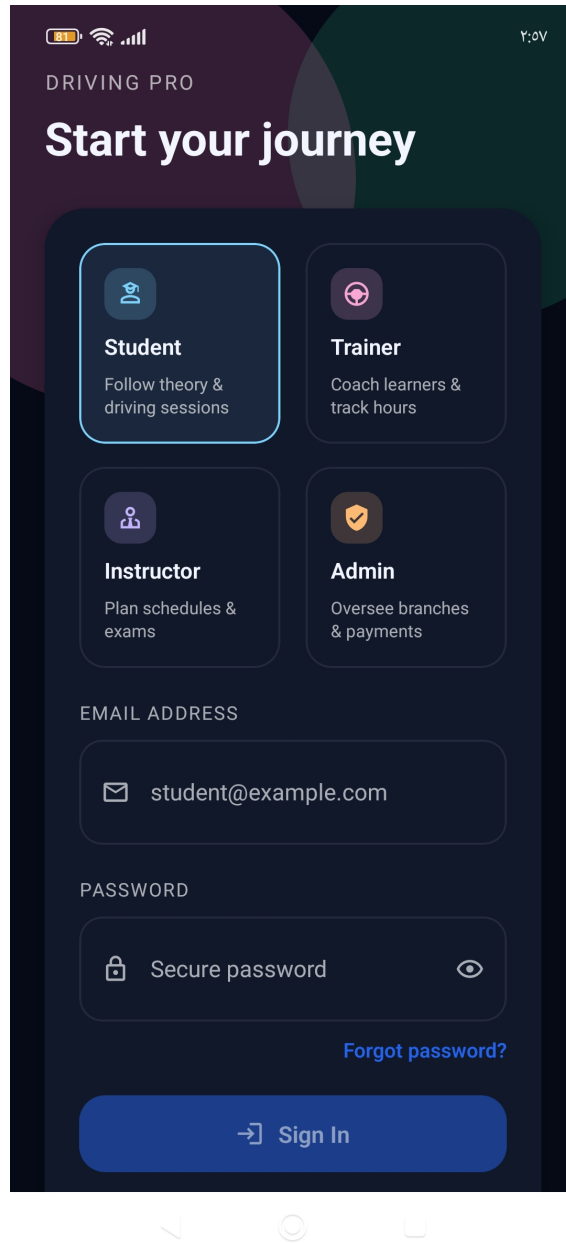 81
٢:٥٧
DRIVING PRO
Start your journey
Student
Follow theory &
driving sessions
Trainer
Coach learners &
track hours
Instructor
Plan schedules &
exams
Admin
Oversee branches
& payments
EMAIL ADDRESS
student@example.com
PASSWORD
Secure password
Forgot password?
Sign In